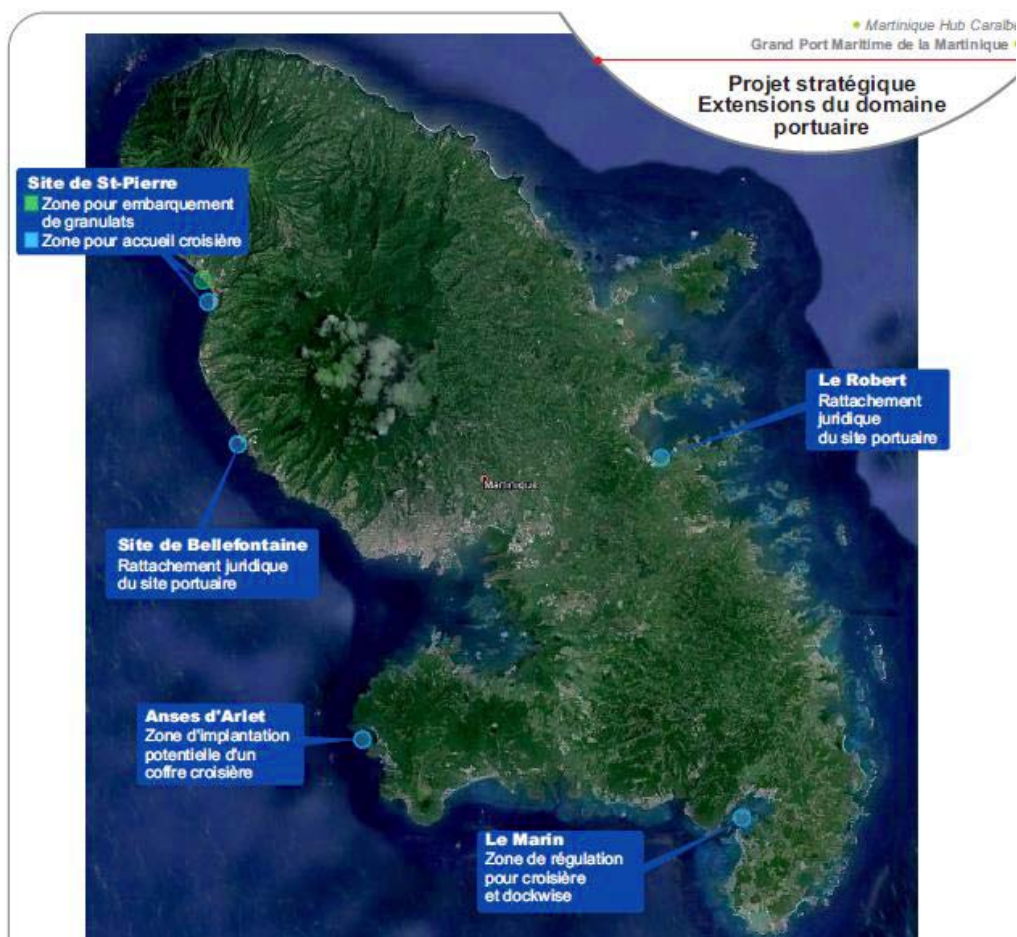 Martinique Hub Caraïbe
Grand Port Maritime de la Martinique
Projet stratégique
Extensions du domaine
portuaire
Site de St-Pierre
Zone pour embarquement
de granulats
Zone pour accueil croisière
Le Robert
Rattachement
juridique
du site portuaire
Martinique
Site de Bellefontaine
Rattachement juridique
du site portuaire
Anses d'Arlet
Zone d'implantation
potentielle d'un
coffre croisière
Le Marin
Zone de régulation
pour croisière
et dockwise